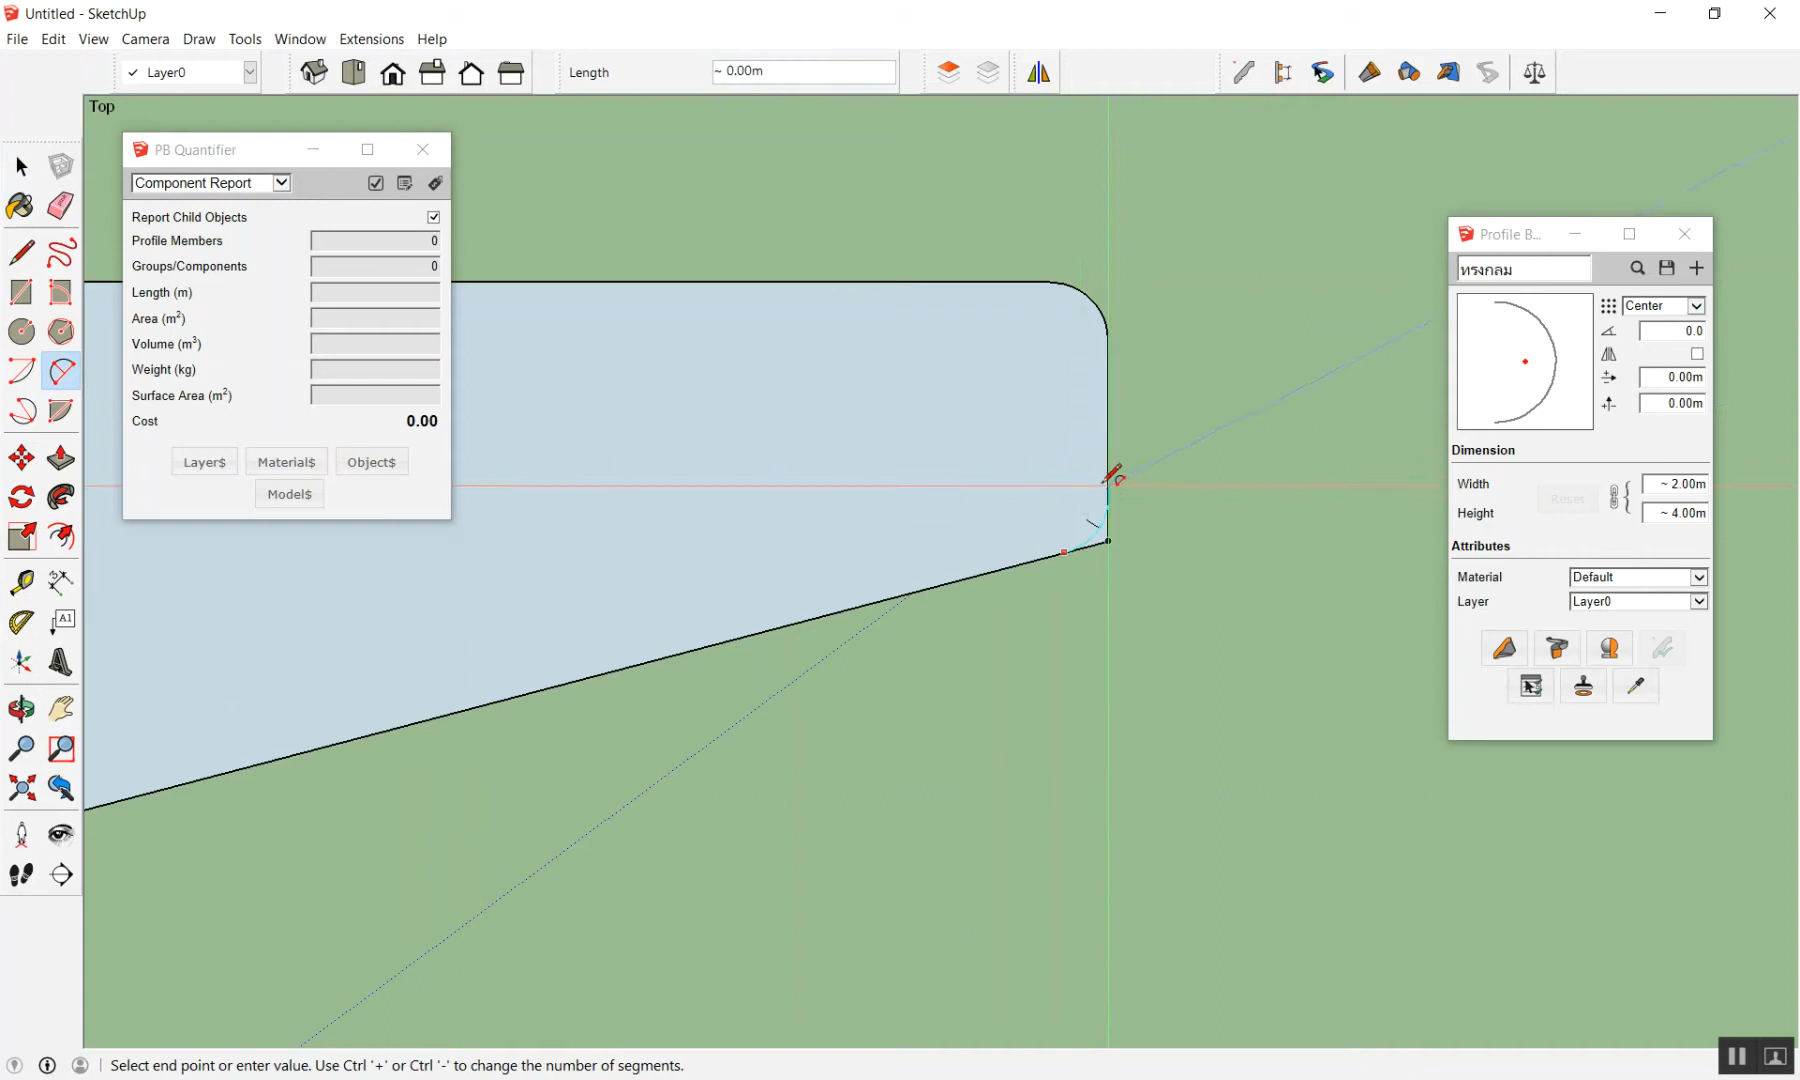 Untitled - SketchUp
File Edit View Camera Draw Tools Window Extensions Help
Layer0
Length ~ 0.00m
Top
PB Quantifier
Component Report
Report Child Objects
Profile Members 0
Groups/Components 0
Length (m)
Area (m²)
Volume (m³)
Weight (kg)
Surface Area (m²)
Cost 0.00
Layer$ Material$ Object$
Model$
Profile B...
ทรงกลม
Center
0.0
0.00m
0.00m
Dimension
Width Reset ~ 2.00m
Height ~ 4.00m
Attributes
Material Default
Layer Layer0
A1
Select end point or enter value. Use Ctrl '+' or Ctrl '-' to change the number of segments.